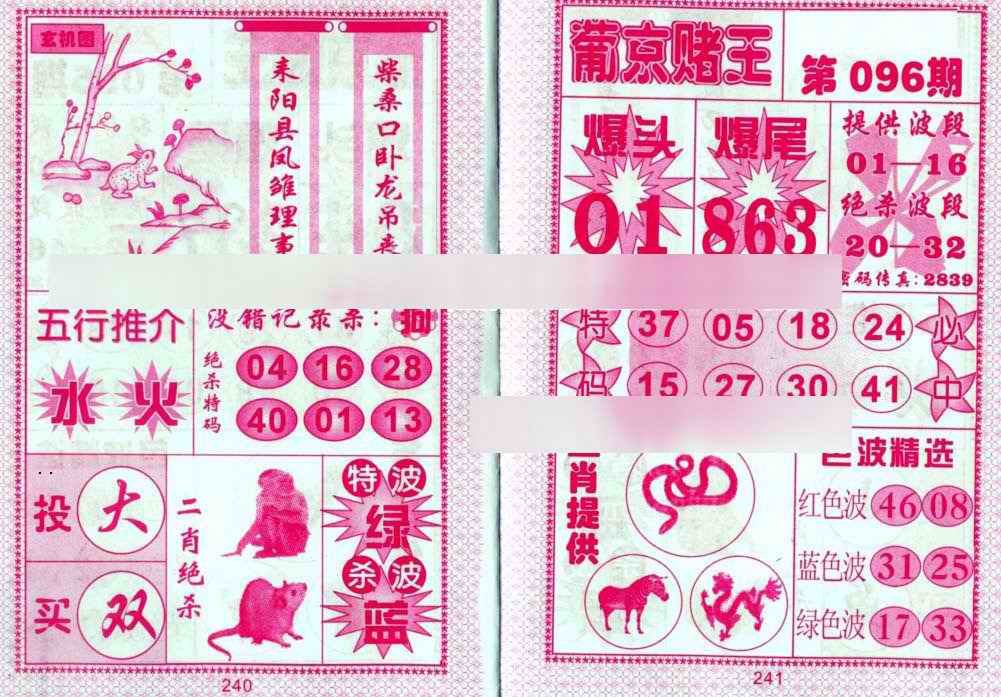 玄机图
耒阳县凤雏理事
柴桑口卧龙吊丧
五行推介
水 火
没错记录杀：狗
绝杀特码
04 16 28
40 01 13
投 大
买 双
二肖绝杀
特波
绿
杀波
蓝
240
葡京赌王
第 096期
爆头
01
爆尾
863
提供波段
01—16
绝杀波段
20—32
密码传真：2839
特码
37 05 18 24
15 27 30 41
必中
肖提供
色波精选
红色波 46 08
蓝色波 31 25
绿色波 17 33
241